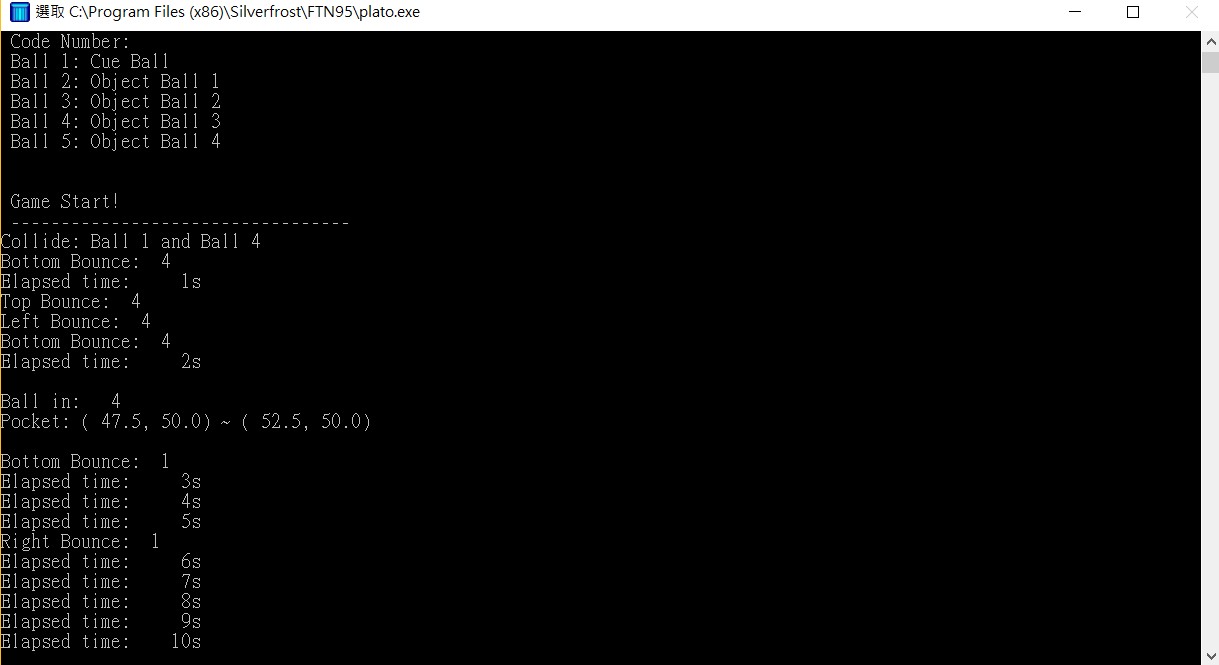 選取 C:\Program Files (x86)\Silverfrost\FTN95\plato.exe
Code Number:
Ball 1: Cue Ball
Ball 2: Object Ball 1
Ball 3: Object Ball 2
Ball 4: Object Ball 3
Ball 5: Object Ball 4
Game Start!
----------------------------------
Collide: Ball 1 and Ball 4
Bottom Bounce:  4
Elapsed time:     1s
Top Bounce:  4
Left Bounce:  4
Bottom Bounce:  4
Elapsed time:     2s
Ball in:   4
Pocket: ( 47.5, 50.0) ~ ( 52.5, 50.0)
Bottom Bounce:  1
Elapsed time:     3s
Elapsed time:     4s
Elapsed time:     5s
Right Bounce:  1
Elapsed time:     6s
Elapsed time:     7s
Elapsed time:     8s
Elapsed time:     9s
Elapsed time:    10s